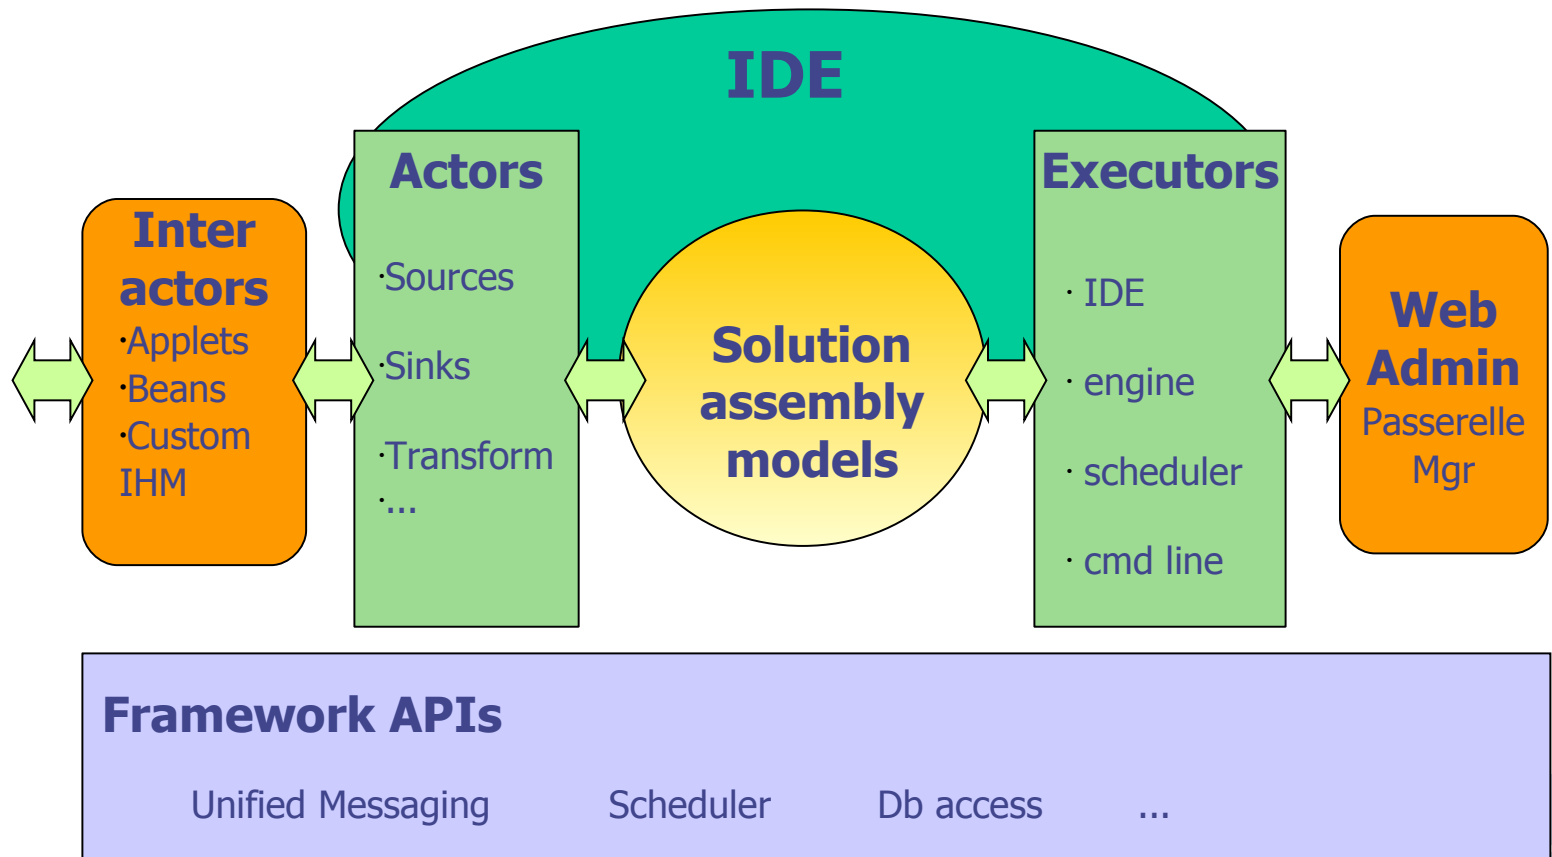 IDE
Inter
actors
·Applets
·Beans
·Custom
IHM
Actors
·Sources
·Sinks
·Transform
·...
Solution
assembly
models
Executors
· IDE
· engine
· scheduler
· cmd line
Web
Admin
Passerelle
Mgr
Framework APIs
Unified Messaging Scheduler Db access ...